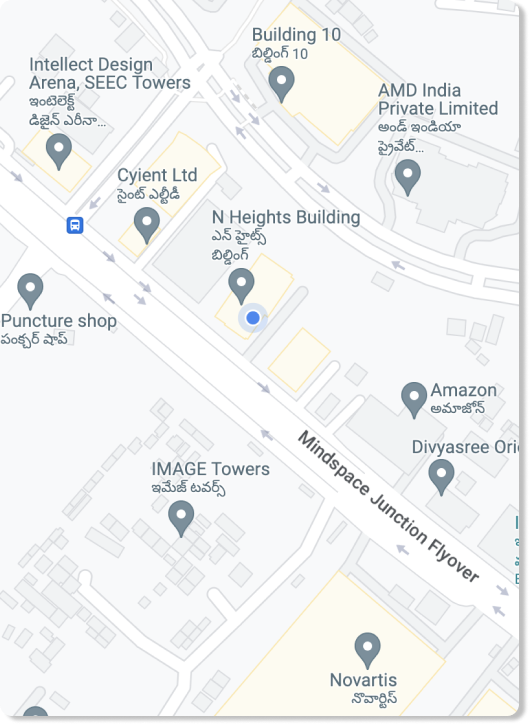 Building 10
బిల్డింగ్ 10
Intellect Design
Arena, SEEC Towers
ఇంటెలెక్ట్
డిజైన్ ఎరీనా...
AMD India
Private Limited
అండ్ ఇండియా
ప్రైవేట్...
Cyient Ltd
సైంట్ ఎల్టీడీ
N Heights Building
ఎన్ హైట్స్
బిల్డింగ్
Puncture shop
పంక్చర్ షాప్
Amazon
అమాజోన్
Divyasree Orio
IMAGE Towers
ఇమేజ్ టవర్స్
Mindspace Junction Flyover
Novartis
నొవార్టిస్